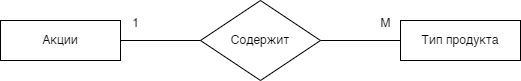 Акции
1
Содержит
М
Тип продукта